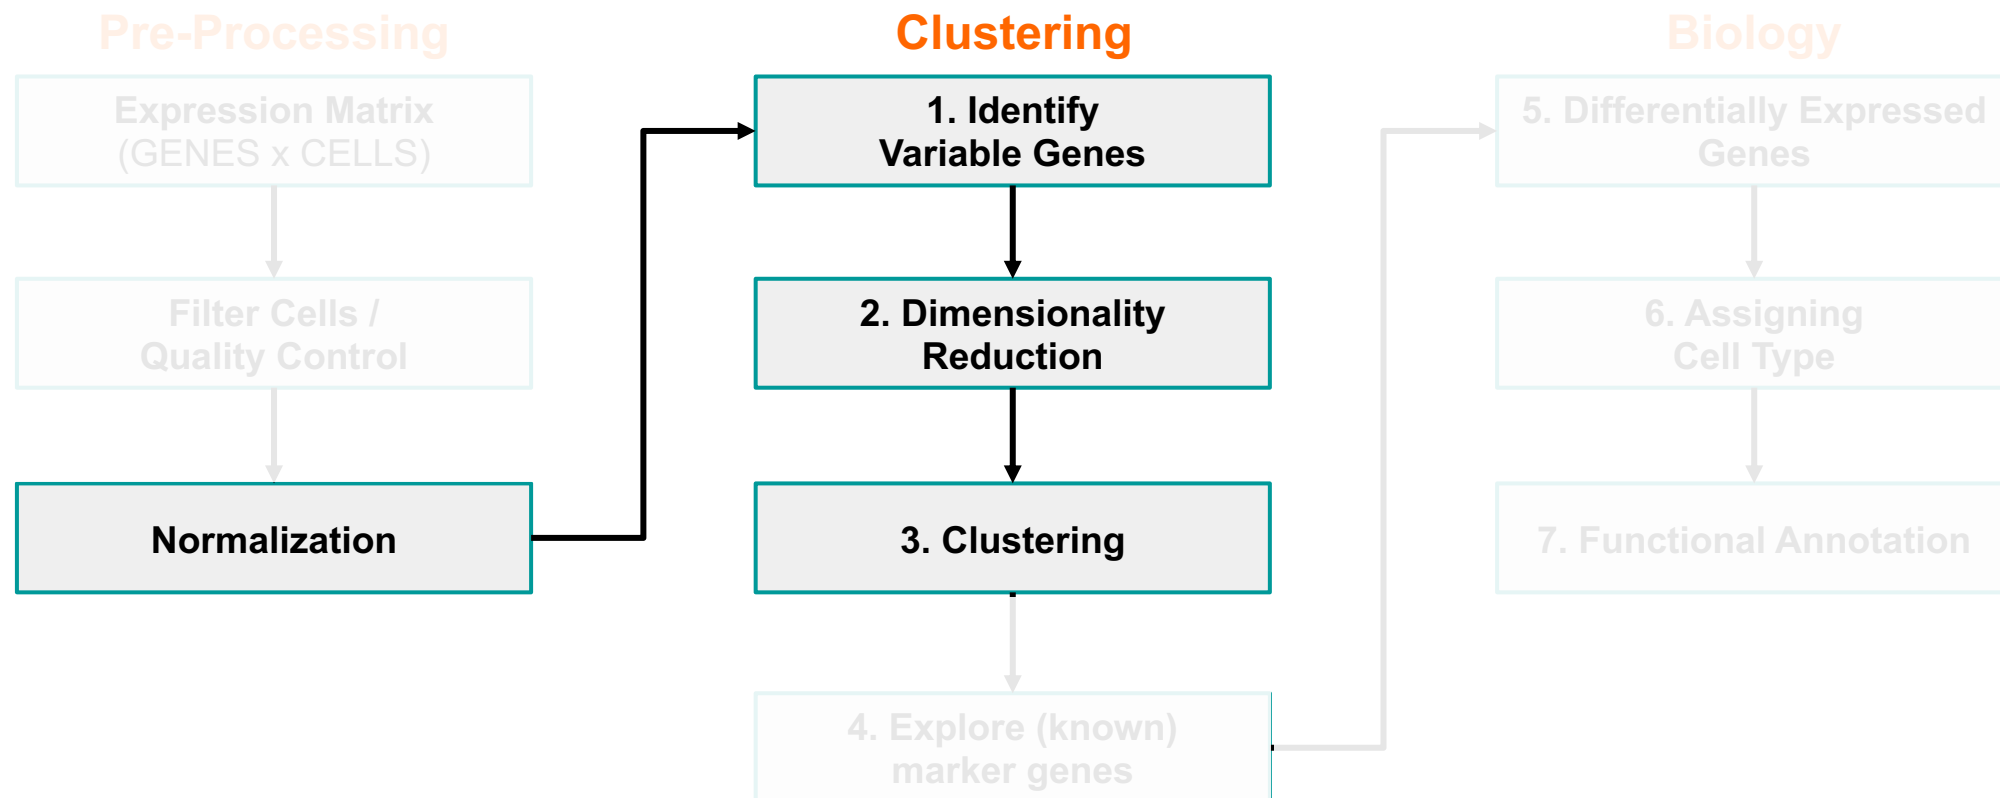 Pre-Processing
Expression Matrix
(GENES x CELLS)
Filter Cells /
Quality Control
Normalization
Clustering
1. Identify
Variable Genes
2. Dimensionality
Reduction
3. Clustering
4. Explore (known)
marker genes
Biology
5. Differentially Expressed
Genes
6. Assigning
Cell Type
7. Functional Annotation